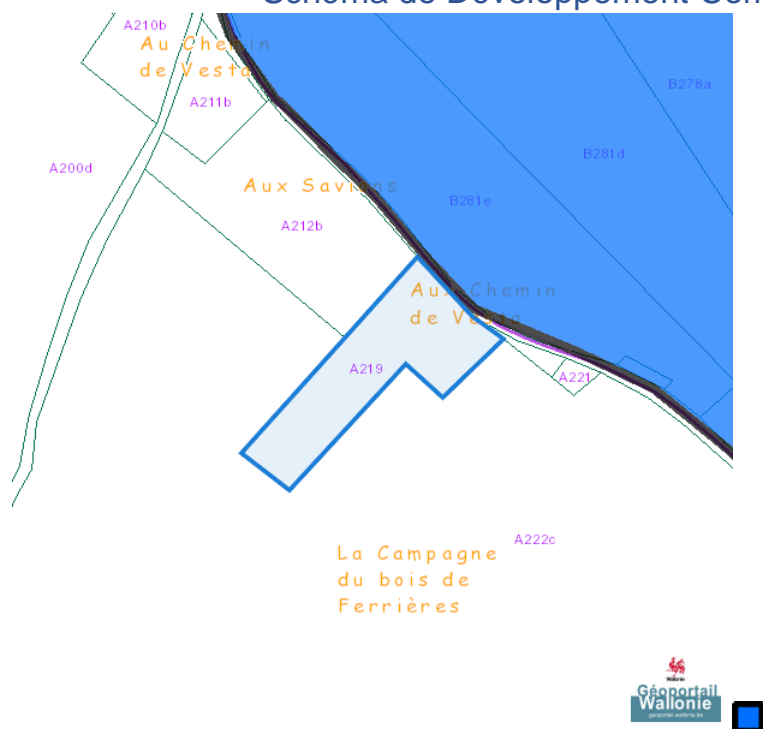 Schéma de Développement Com
A210b
Au Chemin
de Vesta
A211b
B278a
B281d
A200d
Aux Savigns
B281e
A212b
Aux Chemin
de Vesta
A219
A221
A222c
La Campagne
du bois de
Ferrières
Wallonie
Géoportail
Wallonie
geoportail.wallonie.be